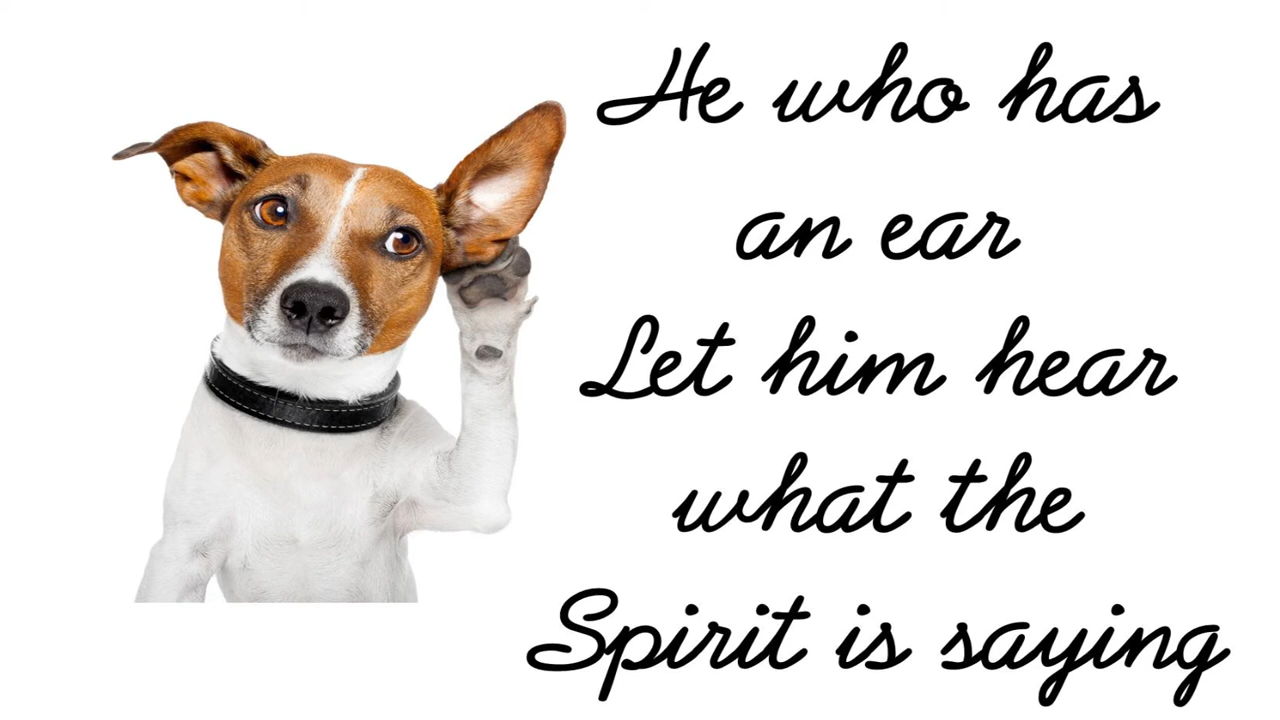 He who has
an ear
Let him hear
what the
Spirit is saying